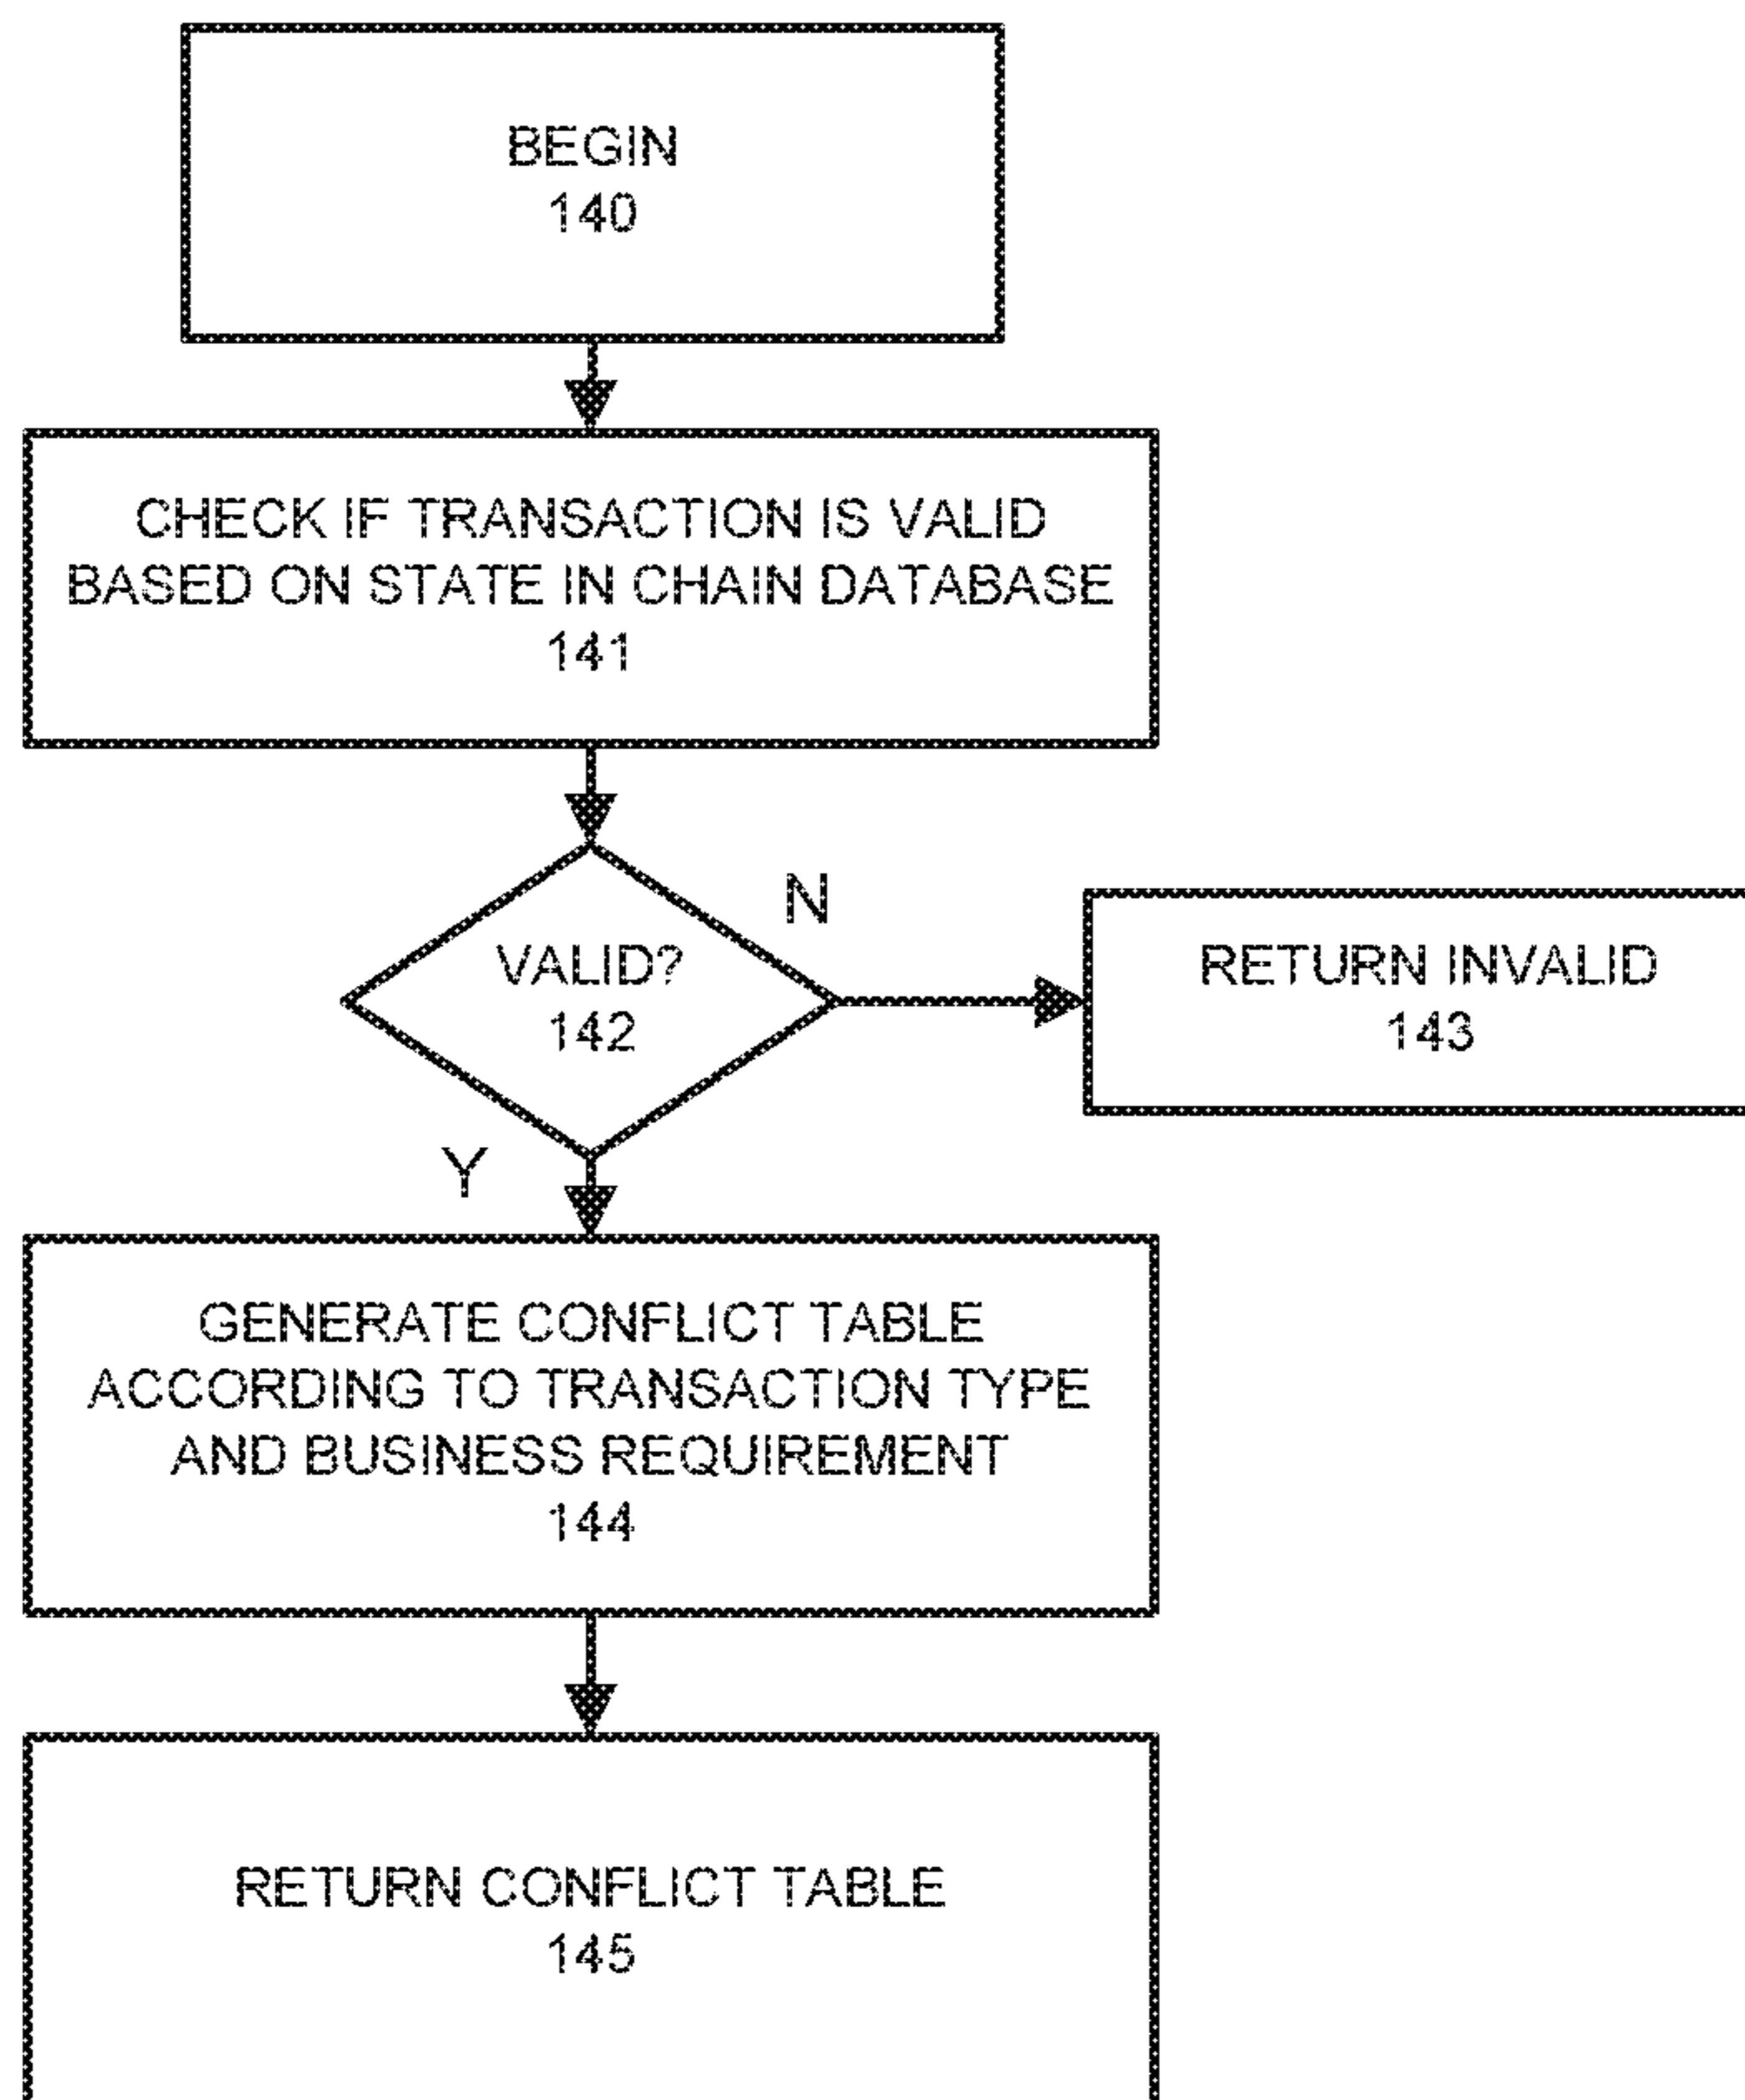 BEGIN
140
CHECK IF TRANSACTION IS VALID
BASED ON STATE IN CHAIN DATABASE
141
N
VALID?
142
RETURN INVALID
143
Y
GENERATE CONFLICT TABLE
ACCORDING TO TRANSACTION TYPE
AND BUSINESS REQUIREMENT
144
RETURN CONFLICT TABLE
145